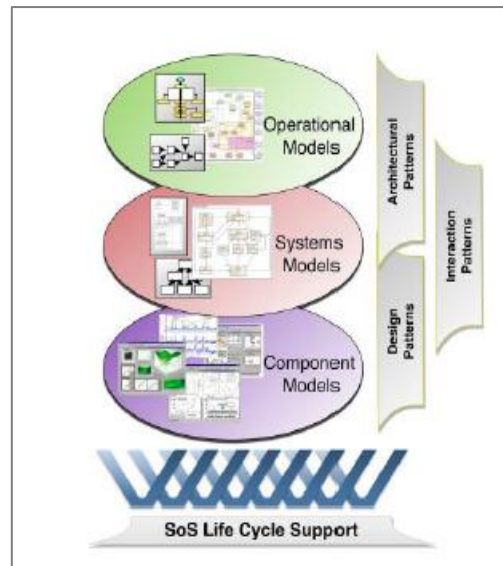 Operational
Models
Systems
Models
Component
Models
Architectural
Patterns
Design
Patterns
Interaction
Patterns
SoS Life Cycle Support